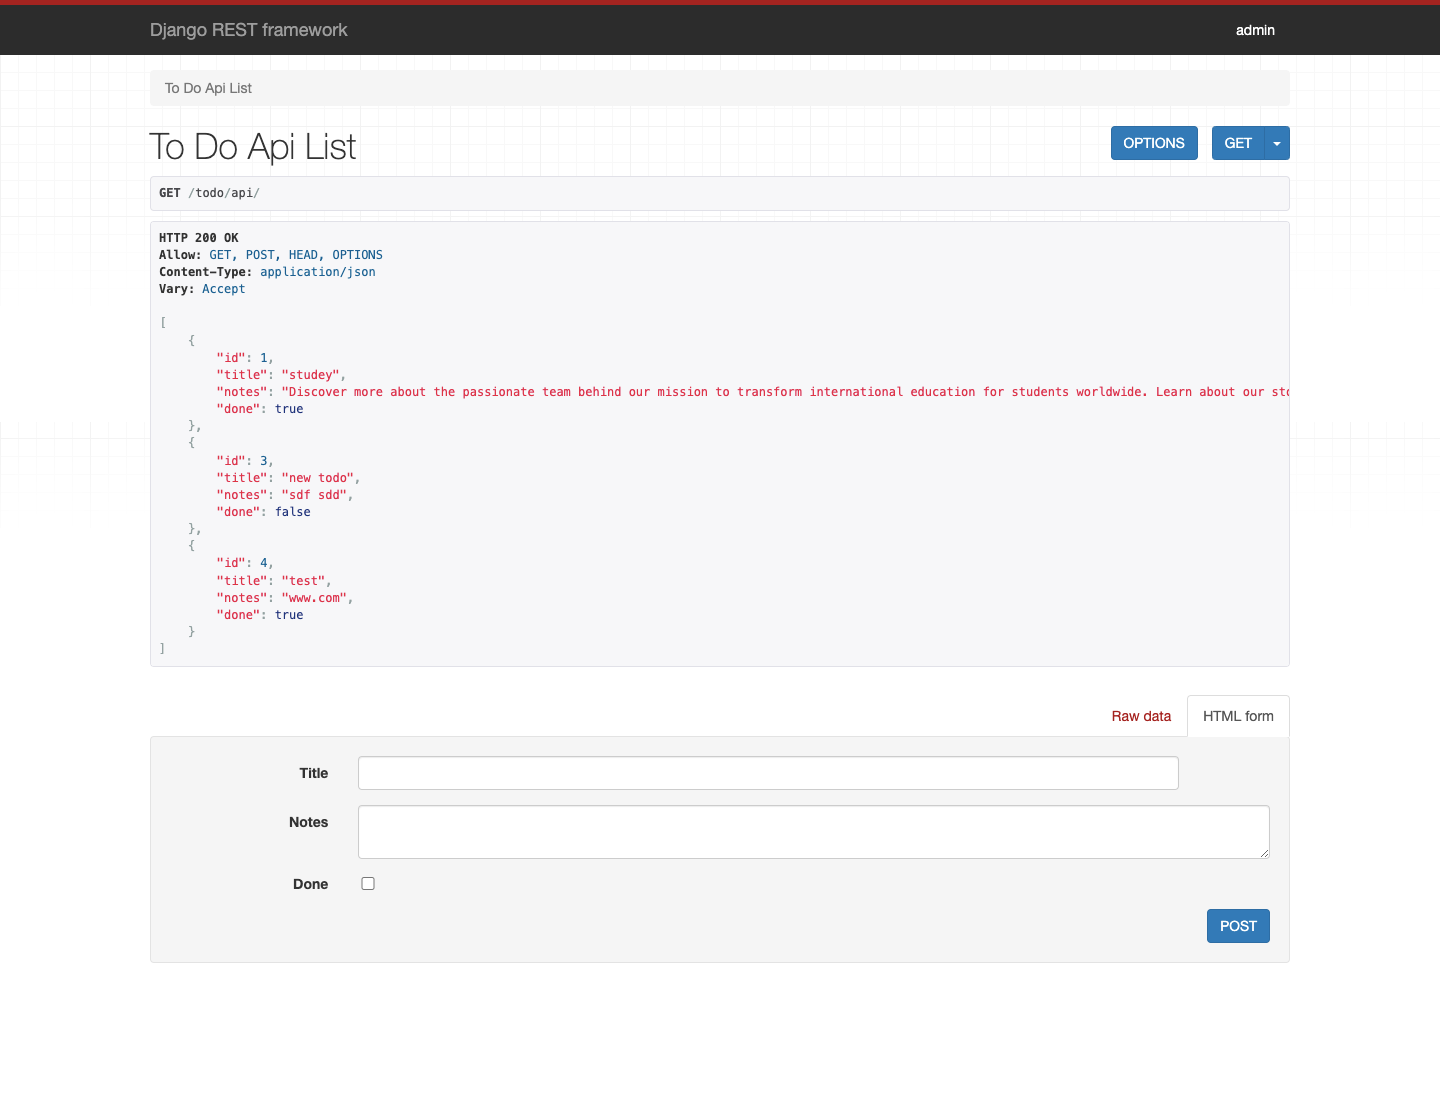 Django REST framework
admin
To Do Api List
To Do Api List
OPTIONS
GET
GET /todo/api/
HTTP 200 OK
Allow: GET, POST, HEAD, OPTIONS
Content-Type: application/json
Vary: Accept
[
    {
        "id": 1,
        "title": "studey",
        "notes": "Discover more about the passionate team behind our mission to transform international education for students worldwide. Learn about our
        "done": true
    },
    {
        "id": 3,
        "title": "new todo",
        "notes": "sdf sdd",
        "done": false
    },
    {
        "id": 4,
        "title": "test",
        "notes": "www.com",
        "done": true
    }
]
Raw data
HTML form
Title
Notes
Done
POST